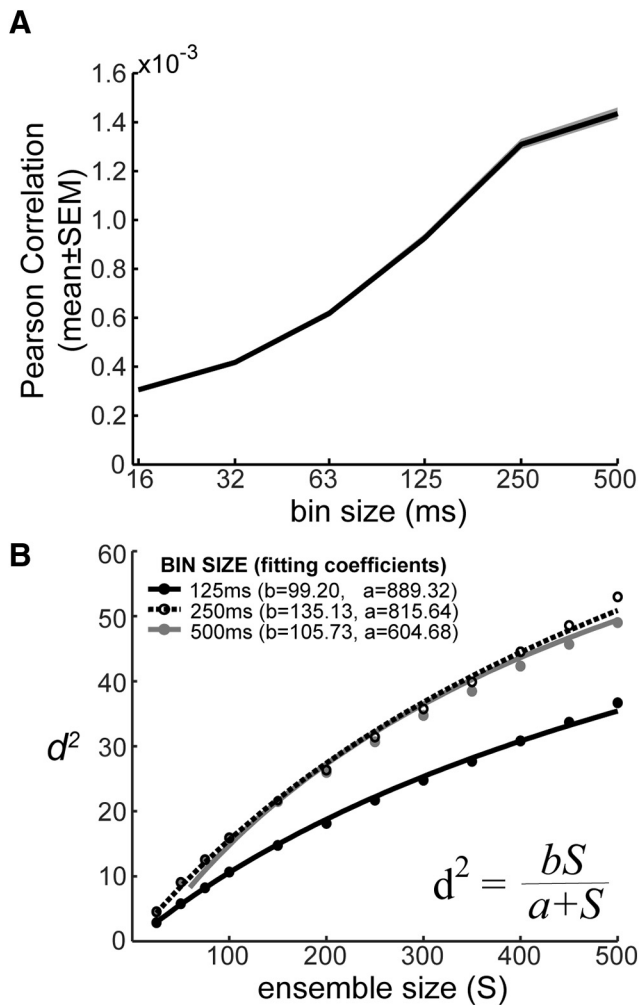 A
x10⁻³
1.6
1.4
1.2
1.0
0.8
0.6
0.4
0.2
0
Pearson Correlation
(mean±SEM)
16 32 63 125 250 500
bin size (ms)
B
60
50
40
30
20
10
0
d²
BIN SIZE (fitting coefficients)
125ms (b=99.20, a=889.32)
250ms (b=135.13, a=815.64)
500ms (b=105.73, a=604.68)
d² = bS / a+S
100 200 300 400 500
ensemble size (S)